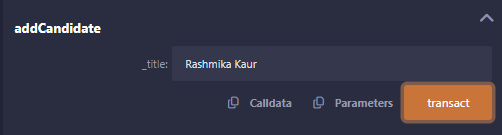 addCandidate
_title: Rashmika Kaur
Calldata Parameters transact